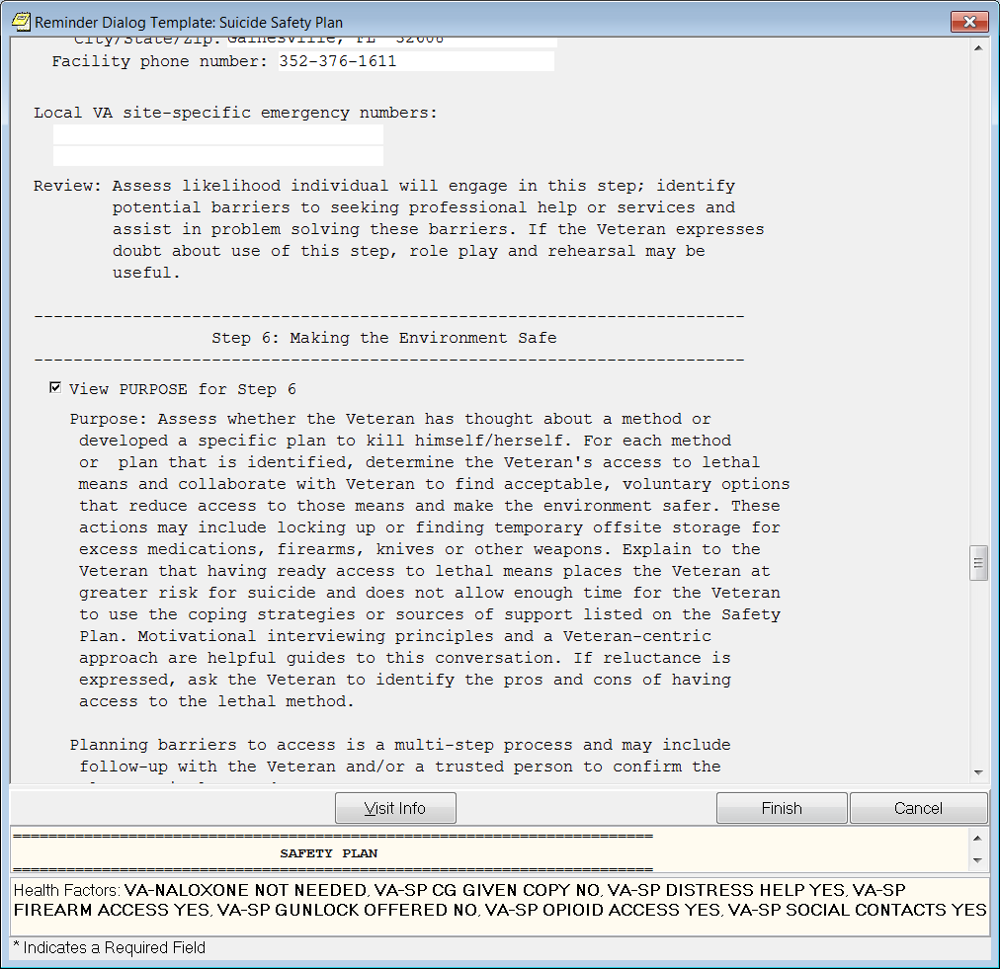 Reminder Dialog Template: Suicide Safety Plan
City/State/Zip: Gainesville, FL 32608
Facility phone number: 352-376-1611
Local VA site-specific emergency numbers:
Review: Assess likelihood individual will engage in this step; identify
potential barriers to seeking professional help or services and
assist in problem solving these barriers. If the Veteran expresses
doubt about use of this step, role play and rehearsal may be
useful.
------------------------------------------------------------------------
Step 6: Making the Environment Safe
------------------------------------------------------------------------
View PURPOSE for Step 6
Purpose: Assess whether the Veteran has thought about a method or
developed a specific plan to kill himself/herself. For each method
or  plan that is identified, determine the Veteran's access to lethal
means and collaborate with Veteran to find acceptable, voluntary options
that reduce access to those means and make the environment safer. These
actions may include locking up or finding temporary offsite storage for
excess medications, firearms, knives or other weapons. Explain to the
Veteran that having ready access to lethal means places the Veteran at
greater risk for suicide and does not allow enough time for the Veteran
to use the coping strategies or sources of support listed on the Safety
Plan. Motivational interviewing principles and a Veteran-centric
approach are helpful guides to this conversation. If reluctance is
expressed, ask the Veteran to identify the pros and cons of having
access to the lethal method.
Planning barriers to access is a multi-step process and may include
follow-up with the Veteran and/or a trusted person to confirm the
Visit Info
Finish
Cancel
========================================================================
SAFETY PLAN
========================================================================
Health Factors: VA-NALOXONE NOT NEEDED, VA-SP CG GIVEN COPY NO, VA-SP DISTRESS HELP YES, VA-SP
FIREARM ACCESS YES, VA-SP GUNLOCK OFFERED NO, VA-SP OPIOID ACCESS YES, VA-SP SOCIAL CONTACTS YES
* Indicates a Required Field